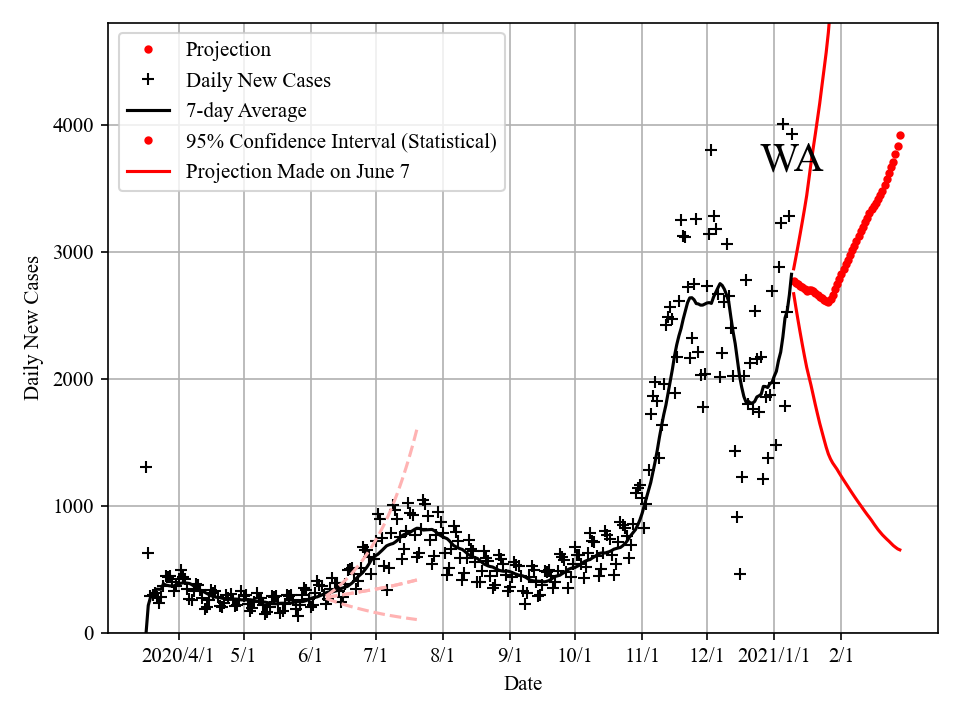 Projection
Daily New Cases
7-day Average
95% Confidence Interval (Statistical)
Projection Made on June 7
WA
4000
3000
2000
1000
0
Daily New Cases
2020/4/1 5/1 6/1 7/1 8/1 9/1 10/1 11/1 12/1 2021/1/1 2/1
Date